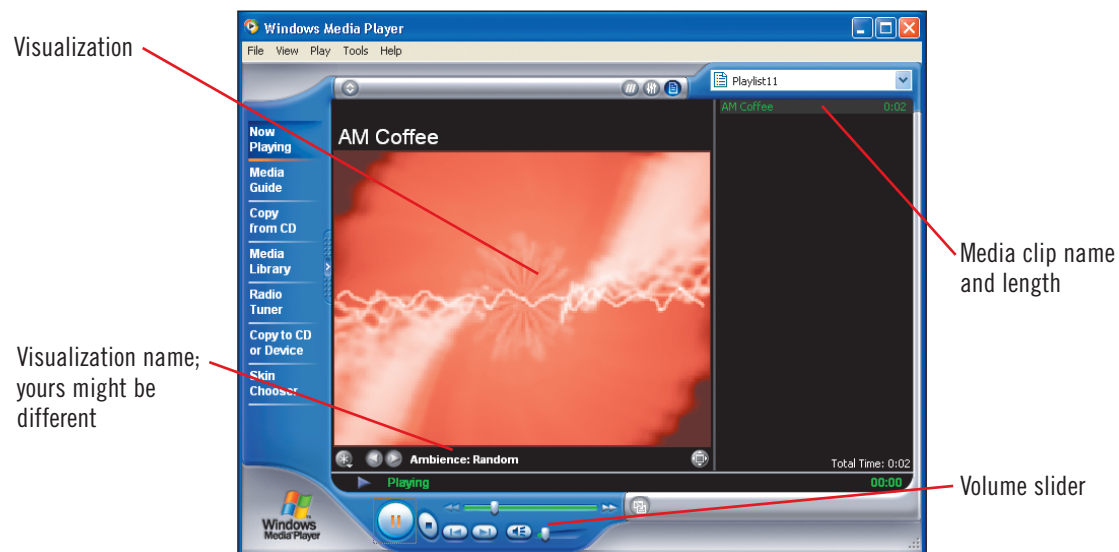 Visualization
Windows Media Player
File View Play Tools Help
Playlist11
AM Coffee 0:02
Now
Playing
Media
Guide
Copy
from CD
Media
Library
Radio
Tuner
Copy to CD
or Device
Skin
Chooser
AM Coffee
Media clip name
and length
Visualization name;
yours might be
different
Ambience: Random
Total Time: 0:02
Playing 00:00
Volume slider
Windows
Media Player